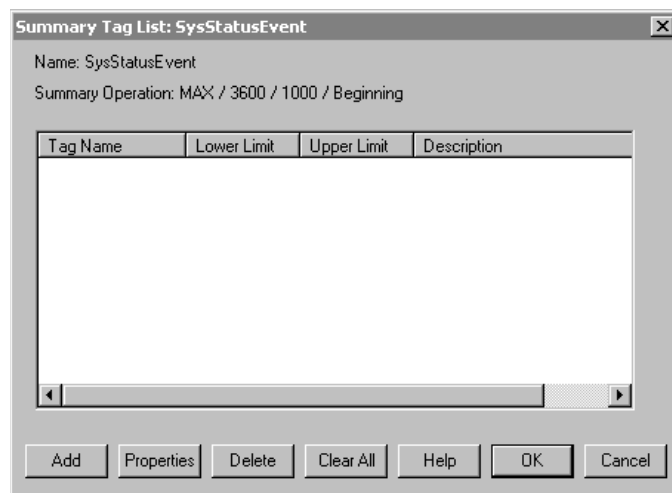 Summary Tag List: SysStatusEvent
Name: SysStatusEvent
Summary Operation: MAX / 3600 / 1000 / Beginning
Tag Name Lower Limit Upper Limit Description
Add Properties Delete Clear All Help OK Cancel